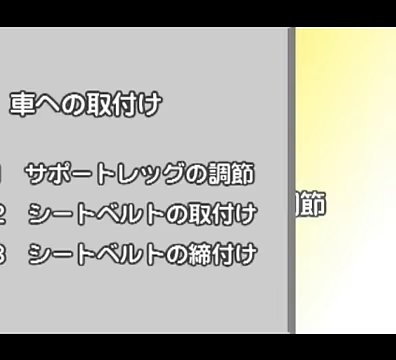 車への取付け
サポートレッグの調節
2 シートベルトの取付け
3 シートベルトの締付け
節